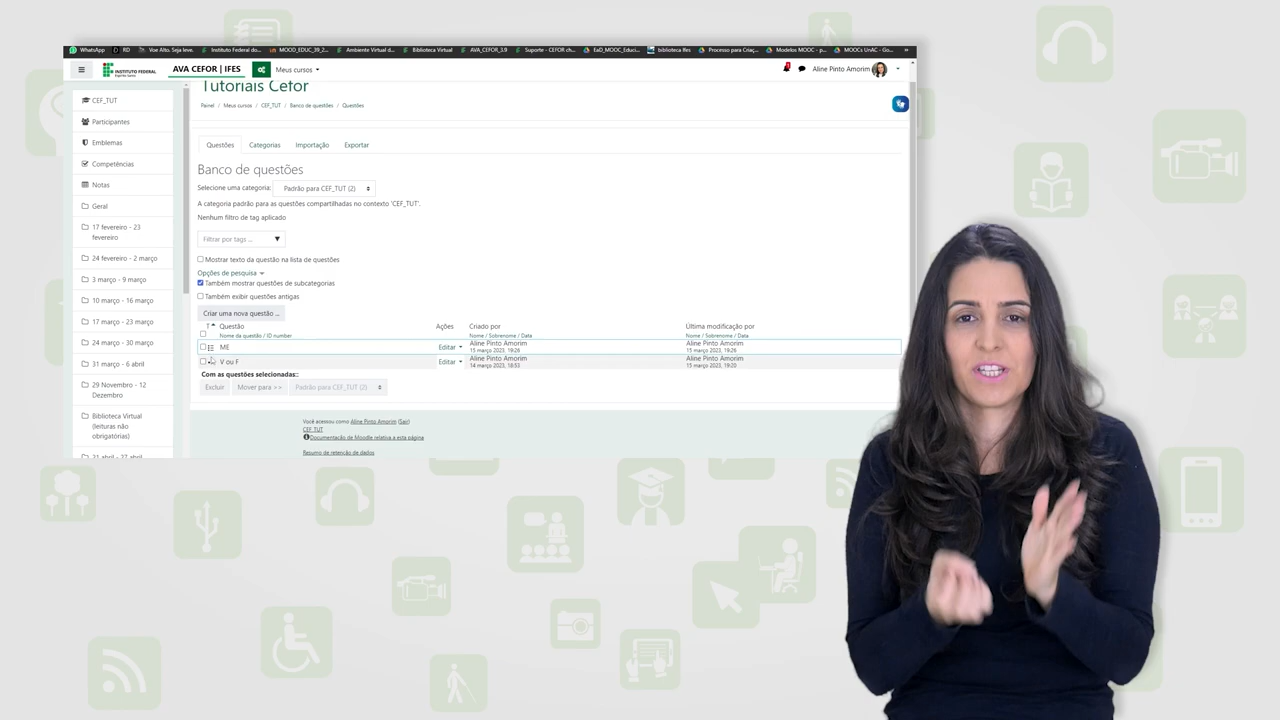 WhatsApp RD Voe Alto. Seja leve. Instituto Federal do... MOOD_EDUC_39_2... Ambiente Virtual d... Biblioteca Virtual AVA_CEFOR_3.9 Suporte - CEFOR ch... EaD_MOOC_Educi... biblioteca Ifes Processo para Criaç... Modelos MOOC - p... MOOCs UnAC - Go... »
INSTITUTO FEDERAL
Espírito Santo
AVA CEFOR | IFES
Meus cursos
Aline Pinto Amorim
CEF_TUT
Participantes
Emblemas
Competências
Notas
Geral
17 fevereiro - 23
fevereiro
24 fevereiro - 2 março
3 março - 9 março
10 março - 16 março
17 março - 23 março
24 março - 30 março
31 março - 6 abril
29 Novembro - 12
Dezembro
Biblioteca Virtual
(leituras não
obrigatórias)
21 abril - 27 abril
Tutoriais Cefor
Painel / Meus cursos / CEF_TUT / Banco de questões / Questões
Questões Categorias Importação Exportar
Banco de questões
Selecione uma categoria: Padrão para CEF_TUT (2)
A categoria padrão para as questões compartilhadas no contexto 'CEF_TUT'.
Nenhum filtro de tag aplicado
Filtrar por tags ... ▼
Mostrar texto da questão na lista de questões
Opções de pesquisa
Também mostrar questões de subcategorias
Também exibir questões antigas
Criar uma nova questão ...
T Questão Ações Criado por Última modificação por
Nome da questão / ID number Nome / Sobrenome / Data Nome / Sobrenome / Data
ME Editar Aline Pinto Amorim Aline Pinto Amorim
15 março 2023, 19:26 15 março 2023, 19:26
V ou F Editar Aline Pinto Amorim Aline Pinto Amorim
14 março 2023, 18:53 15 março 2023, 19:20
Com as questões selecionadas::
Excluir Mover para >> Padrão para CEF_TUT (2)
Você acessou como Aline Pinto Amorim (Sair)
CEF_TUT
Documentação de Moodle relativa a esta página
Resumo de retenção de dados